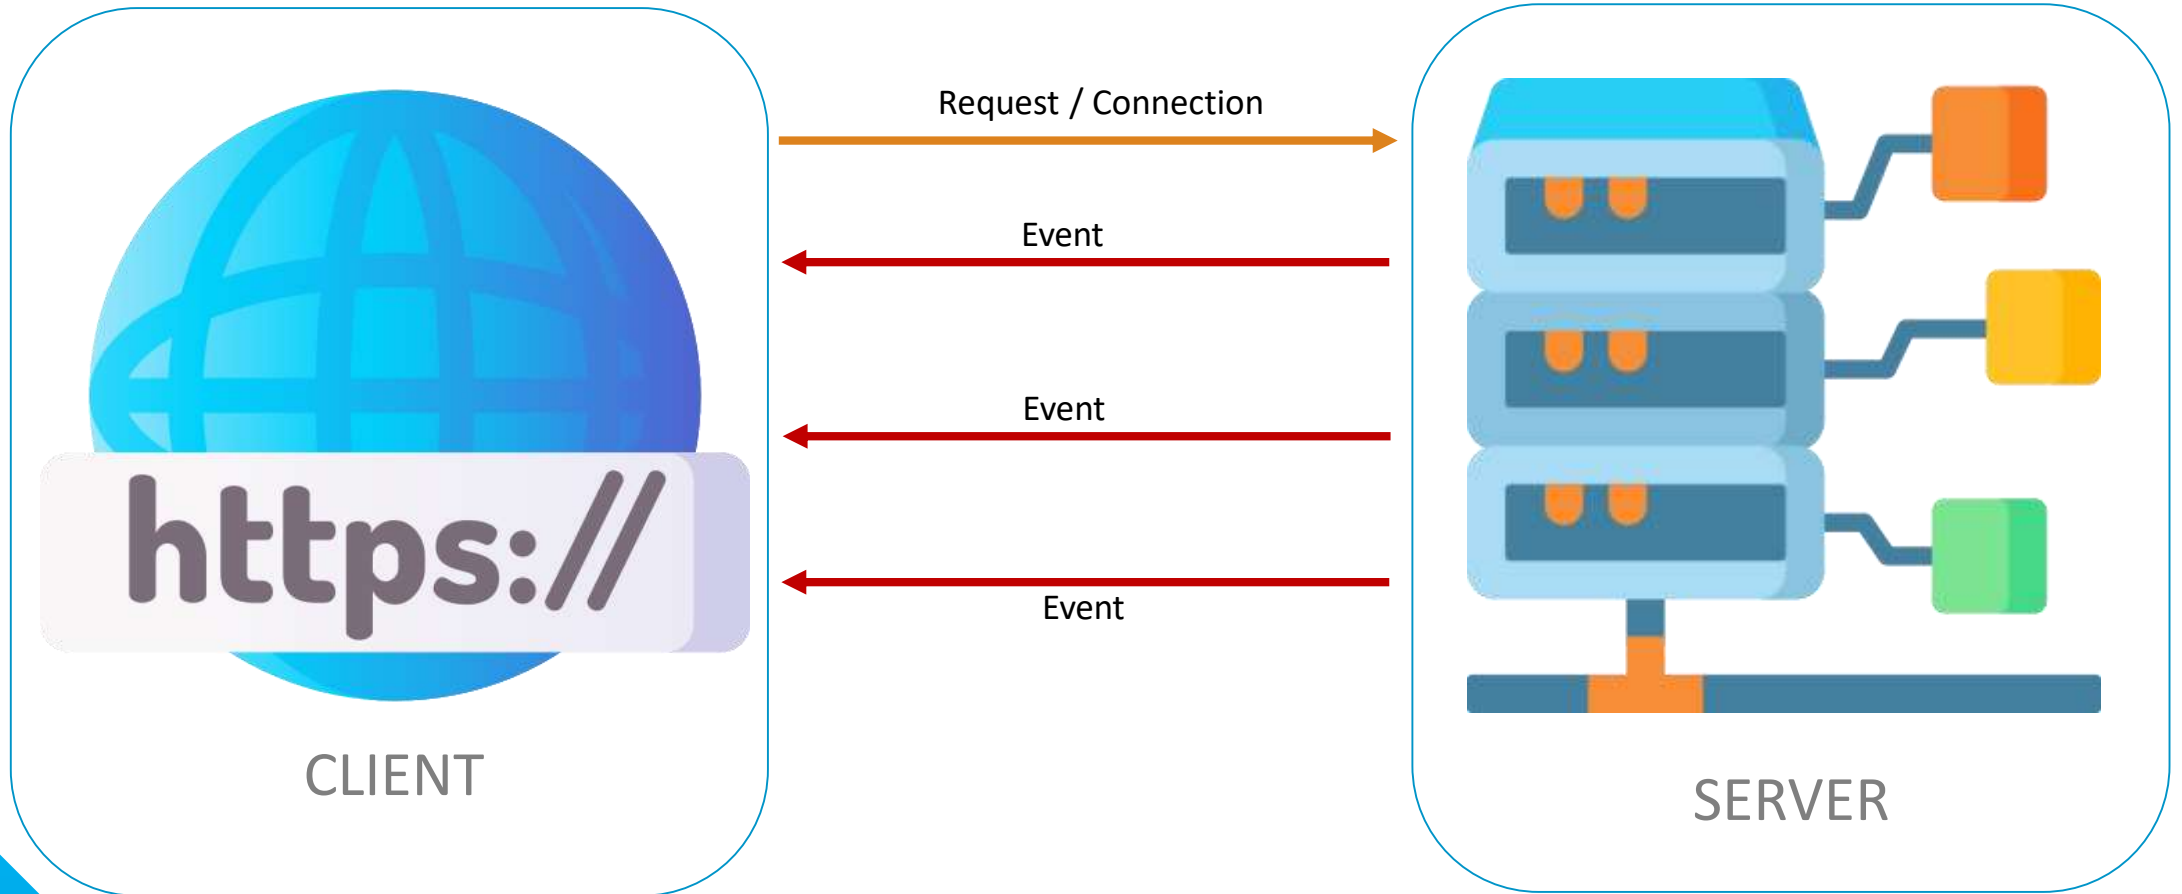 Request / Connection
Event
Event
https://
Event
CLIENT
SERVER